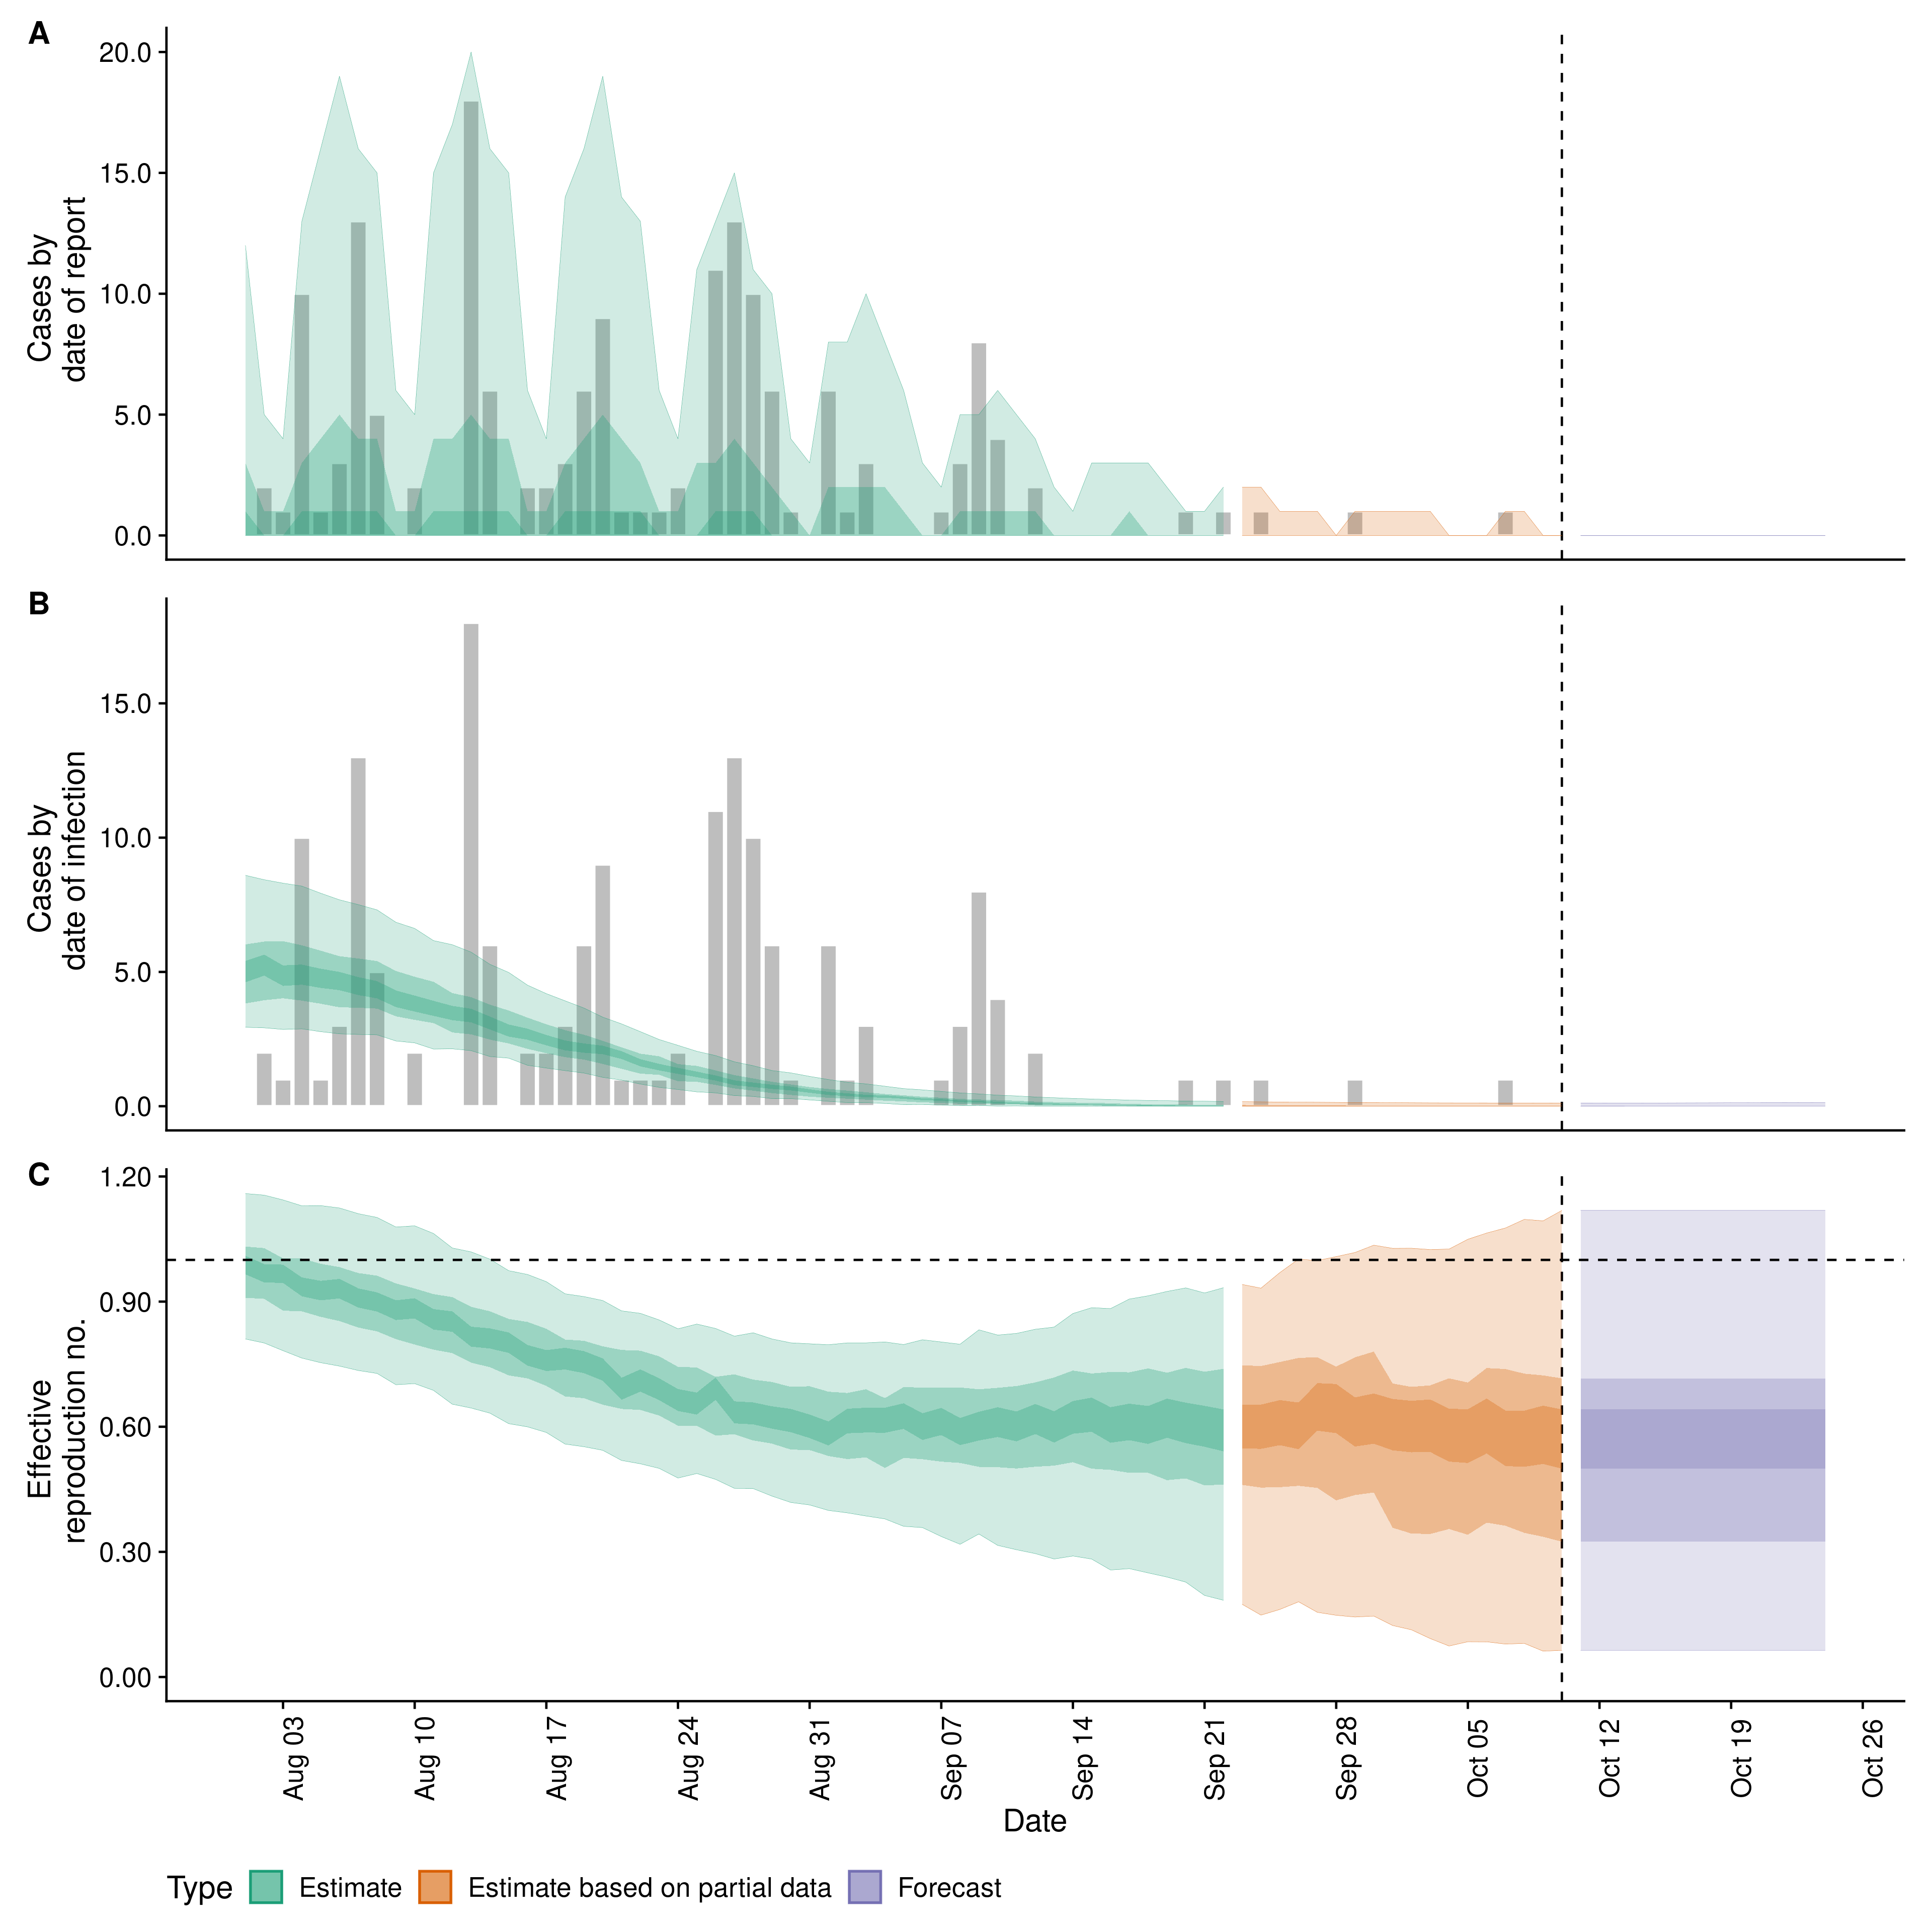 A
Cases by
date of report
20.0
15.0
10.0
5.0
0.0
B
Cases by
date of infection
15.0
10.0
5.0
0.0
C
Effective
reproduction no.
1.20
0.90
0.60
0.30
0.00
Aug 03
Aug 10
Aug 17
Aug 24
Aug 31
Sep 07
Sep 14
Sep 21
Sep 28
Oct 05
Oct 12
Oct 19
Oct 26
Date
Type Estimate Estimate based on partial data Forecast